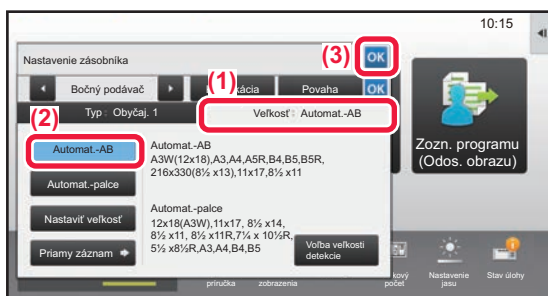 10:15
(3)
Nastavenie zásobníka
OK
(1)
Bočný podávač
kácia
Povaha
OK
Typ : Obyčaj. 1
Veľkosť : Automat.-AB
(2)
Automat.-AB
Automat.-palce
Nastaviť veľkosť
Priamy záznam
Automat.-AB
A3W(12x18),A3,A4,A5R,B4,B5,B5R,
216x330(8½ x13),11x17,8½ x11
Automat.-palce
12x18(A3W),11x17, 8½ x14,
8½ x11, 8½ x11R,7¼ x 10½R,
5½ x8½R,A3,A4,B4,B5
Voľba veľkosti
detekcie
Zozn. programu
(Odos. obrazu)
príručka
zobrazenia
kový
počet
Nastavenie
jasu
Stav úlohy